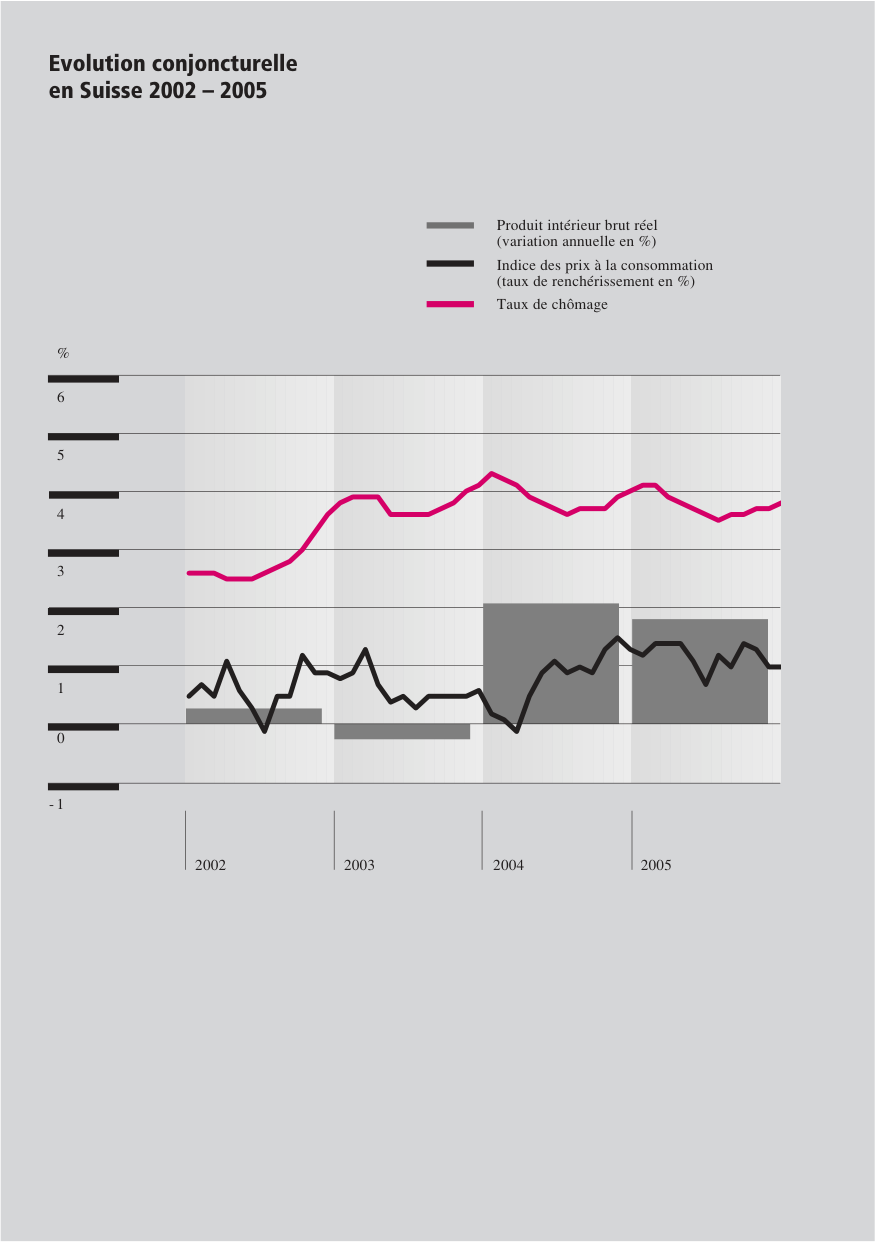 Evolution conjoncturelle
en Suisse 2002 – 2005
Produit intérieur brut réel
(variation annuelle en %)
Indice des prix à la consommation
(taux de renchérissement en %)
Taux de chômage
%
6
5
4
3
2
1
0
- 1
2002
2003
2004
2005